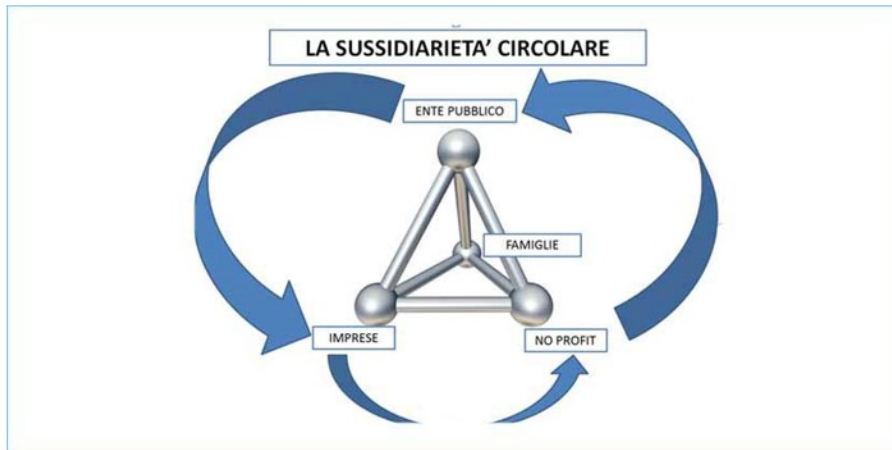 LA SUSSIDIARIETA’ CIRCOLARE
ENTE PUBBLICO
FAMIGLIE
IMPRESE
NO PROFIT